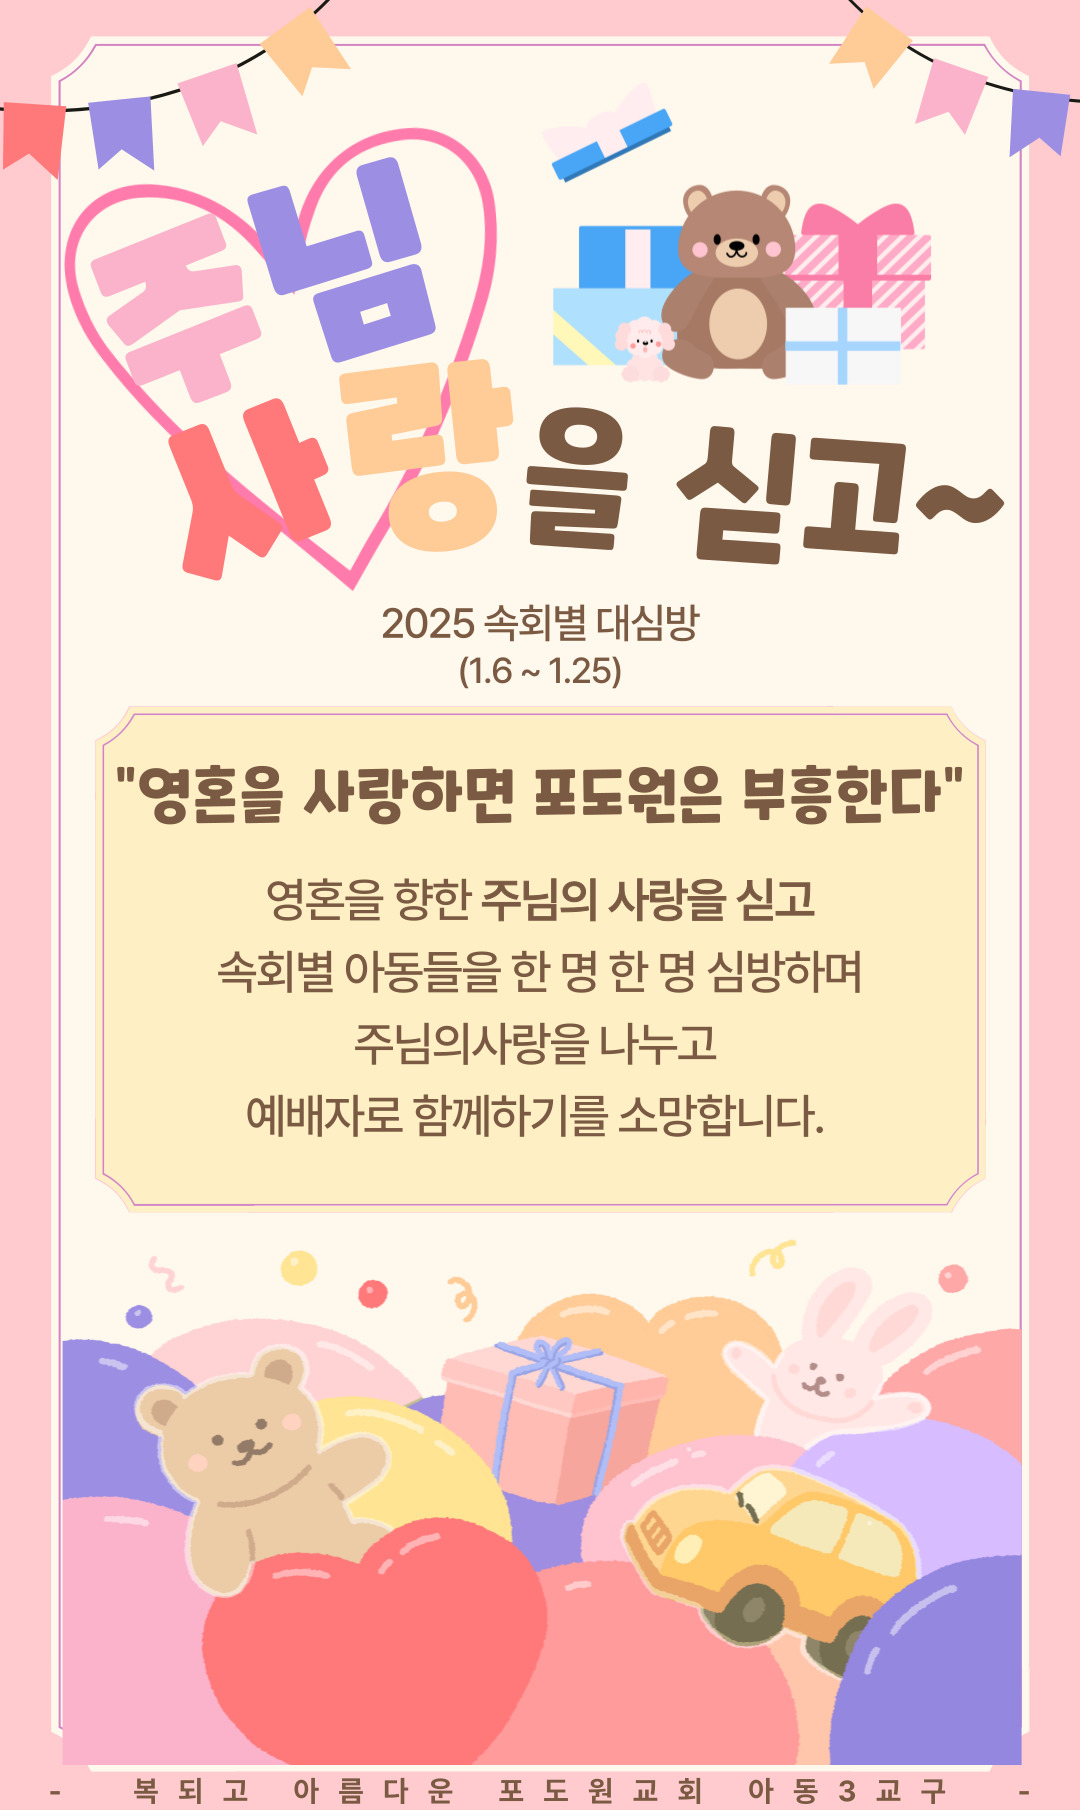 주님
사랑을 싣고~
2025 속회별 대심방
(1.6 ~ 1.25)
"영혼을 사랑하면 포도원은 부흥한다"
영혼을 향한 주님의 사랑을 싣고
속회별 아동들을 한 명 한 명 심방하며
주님의사랑을 나누고
예배자로 함께하기를 소망합니다.
- 복되고 아름다운 포도원교회 아동3교구 -